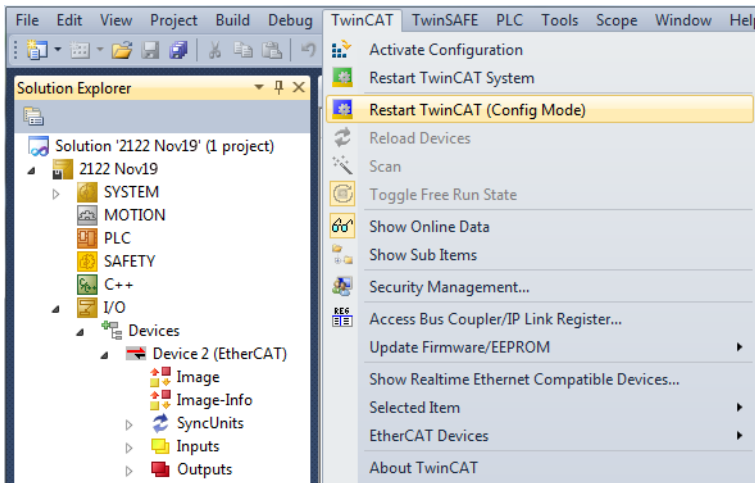 File Edit View Project Build Debug TwinCAT TwinSAFE PLC Tools Scope Window Help
Solution Explorer
Solution '2122 Nov19' (1 project)
2122 Nov19
SYSTEM
MOTION
PLC
SAFETY
C++
I/O
Devices
Device 2 (EtherCAT)
Image
Image-Info
SyncUnits
Inputs
Outputs
Activate Configuration
Restart TwinCAT System
Restart TwinCAT (Config Mode)
Reload Devices
Scan
Toggle Free Run State
Show Online Data
Show Sub Items
Security Management...
REG
Access Bus Coupler/IP Link Register...
Update Firmware/EEPROM
Show Realtime Ethernet Compatible Devices...
Selected Item
EtherCAT Devices
About TwinCAT